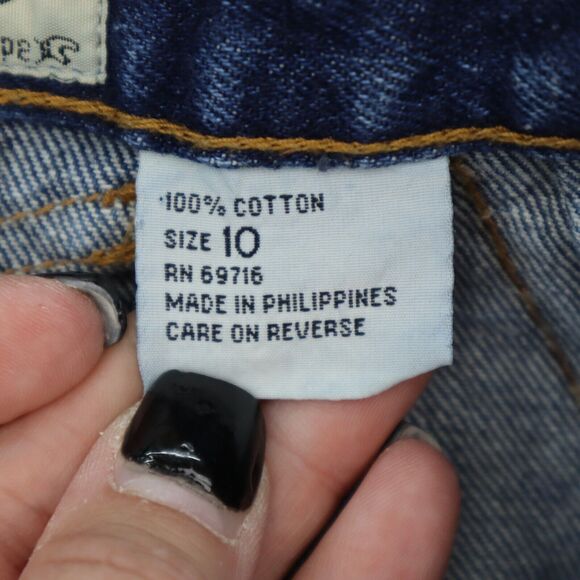 100% COTTON
SIZE 10
RN 69716
MADE IN PHILIPPINES
CARE ON REVERSE